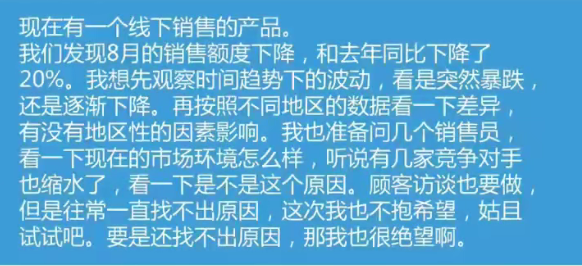 现在有一个线下销售的产品。
我们发现8月的销售额度下降，和去年同比下降了
20%。我想先观察时间趋势下的波动，看是突然暴跌，
还是逐渐下降。再按照不同地区的数据看一下差异，
有没有地区性的因素影响。我也准备问几个销售员，
看一下现在的市场环境怎么样，听说有几家竞争对手
也缩水了，看一下是不是这个原因。顾客访谈也要做，
但是往常一直找不出原因，这次我也不抱希望，姑且
试试吧。要是还找不出原因，那我也很绝望啊。